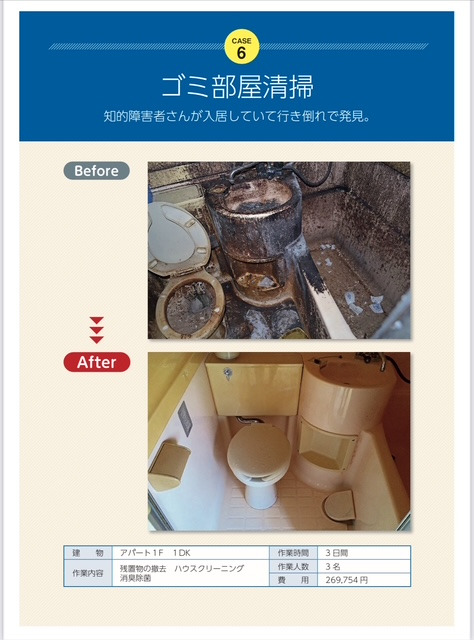 CASE
6
ゴミ部屋清掃
知的障害者さんが入居していて行き倒れで発見。
Before
After
建　物　アパート1F　1DK　作業時間　3日間
作業内容　残置物の撤去　ハウスクリーニング　作業人数　3名
消臭除菌　費　用　269,754円